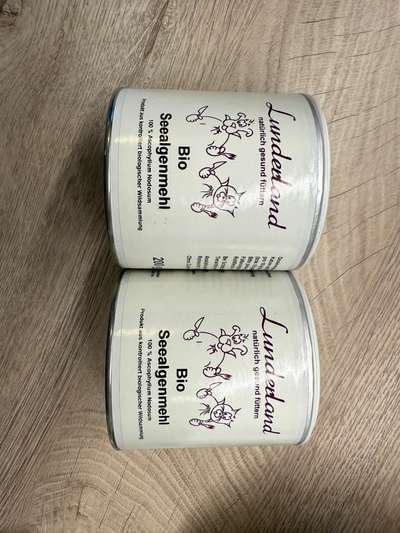 Lunderland
natürlich gesund füttern
Bio
Seealgenmehl
100 % Ascophyllum Nodosum
Produkt aus kontrolliert biologischer Wildsammlung
Lunderland
natürlich gesund füttern
Bio
Seealgenmehl
100 % Ascophyllum Nodosum
Produkt aus kontrolliert biologischer Wildsammlung